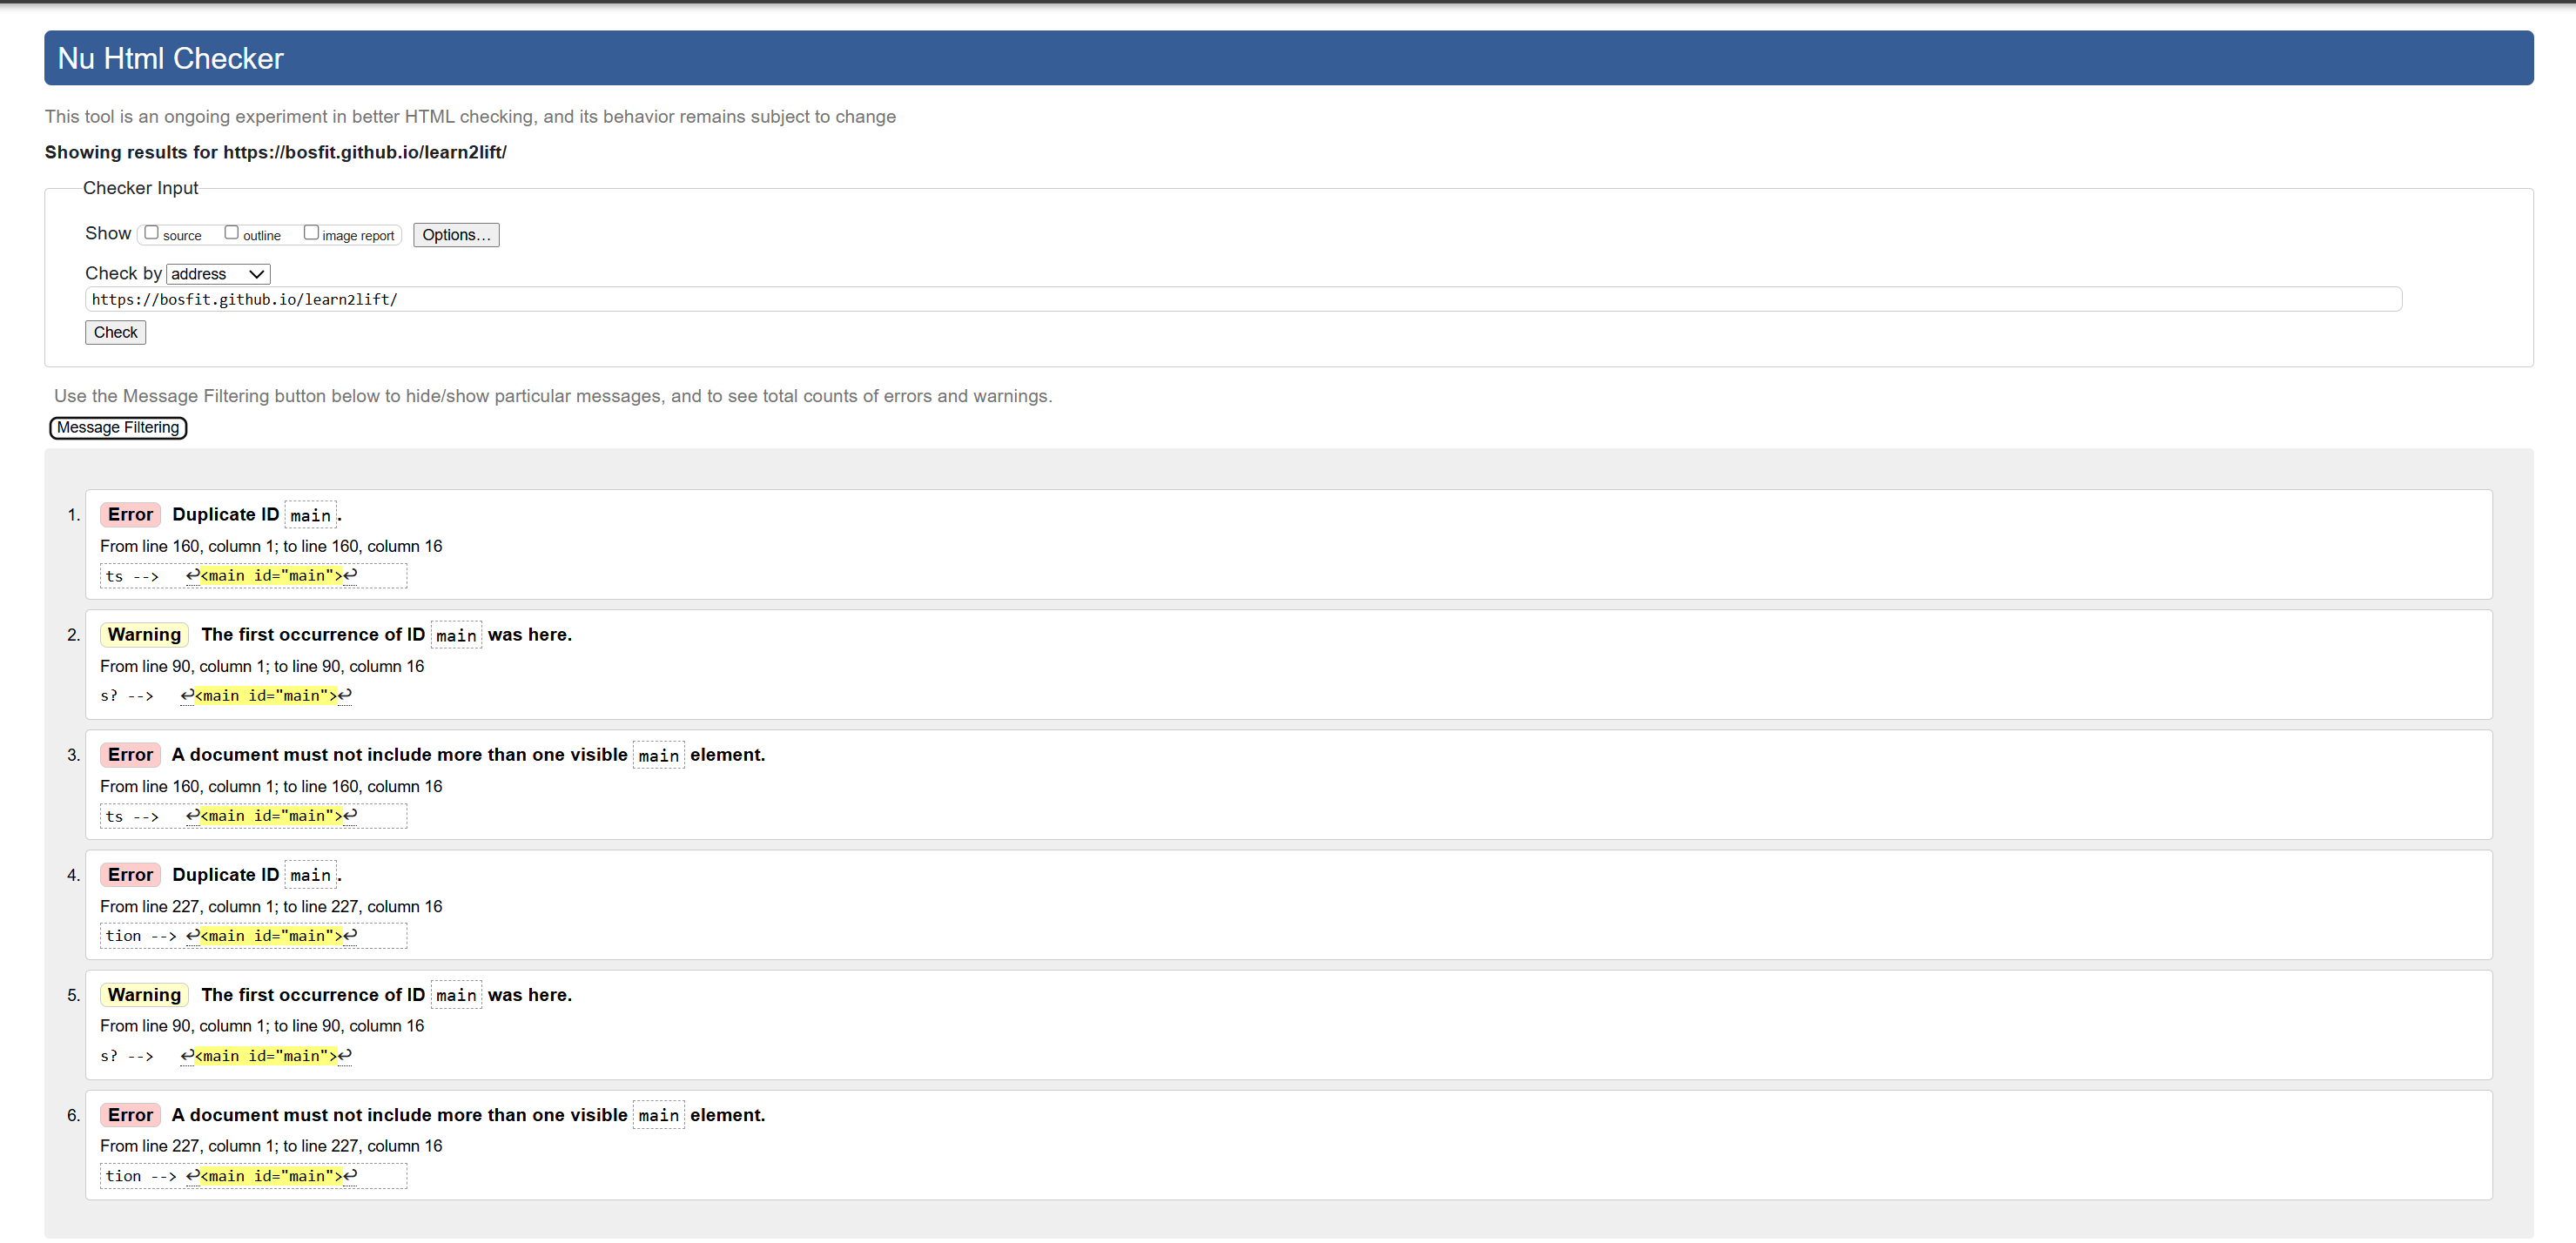 Nu Html Checker
This tool is an ongoing experiment in better HTML checking, and its behavior remains subject to change
Showing results for https://bosfit.github.io/learn2lift/
Checker Input
Show source outline image report Options...
Check by address
https://bosfit.github.io/learn2lift/
Check
Use the Message Filtering button below to hide/show particular messages, and to see total counts of errors and warnings.
Message Filtering
1. Error Duplicate ID main.
From line 160, column 1; to line 160, column 16
ts --> ↩<main id="main">↩
2. Warning The first occurrence of ID main was here.
From line 90, column 1; to line 90, column 16
s? --> ↩<main id="main">↩
3. Error A document must not include more than one visible main element.
From line 160, column 1; to line 160, column 16
ts --> ↩<main id="main">↩
4. Error Duplicate ID main.
From line 227, column 1; to line 227, column 16
tion --> ↩<main id="main">↩
5. Warning The first occurrence of ID main was here.
From line 90, column 1; to line 90, column 16
s? --> ↩<main id="main">↩
6. Error A document must not include more than one visible main element.
From line 227, column 1; to line 227, column 16
tion --> ↩<main id="main">↩